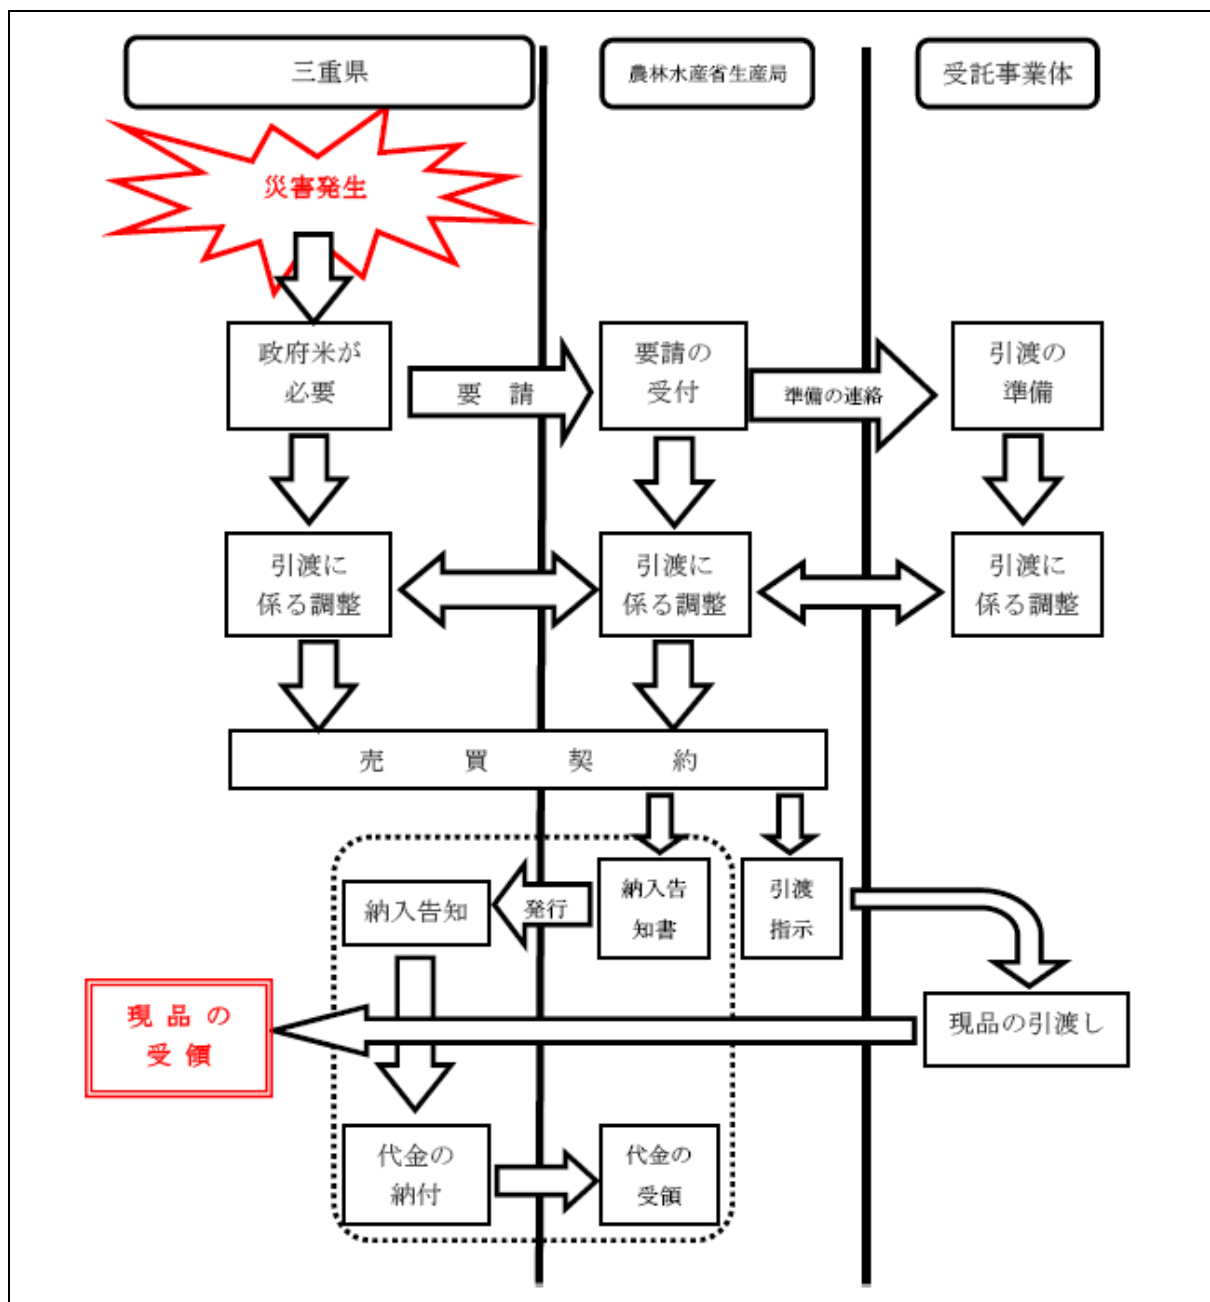 三重県
農林水産省生産局
受託事業体
災害発生
政府米が
必要
要 請
要請の
受付
準備の連絡
引渡の
準備
引渡に
係る調整
引渡に
係る調整
引渡に
係る調整
売 買 契 約
納入告知
発行
納入告
知書
引渡
指示
現 品 の
受 領
現品の引渡し
代金の
納付
代金の
受領